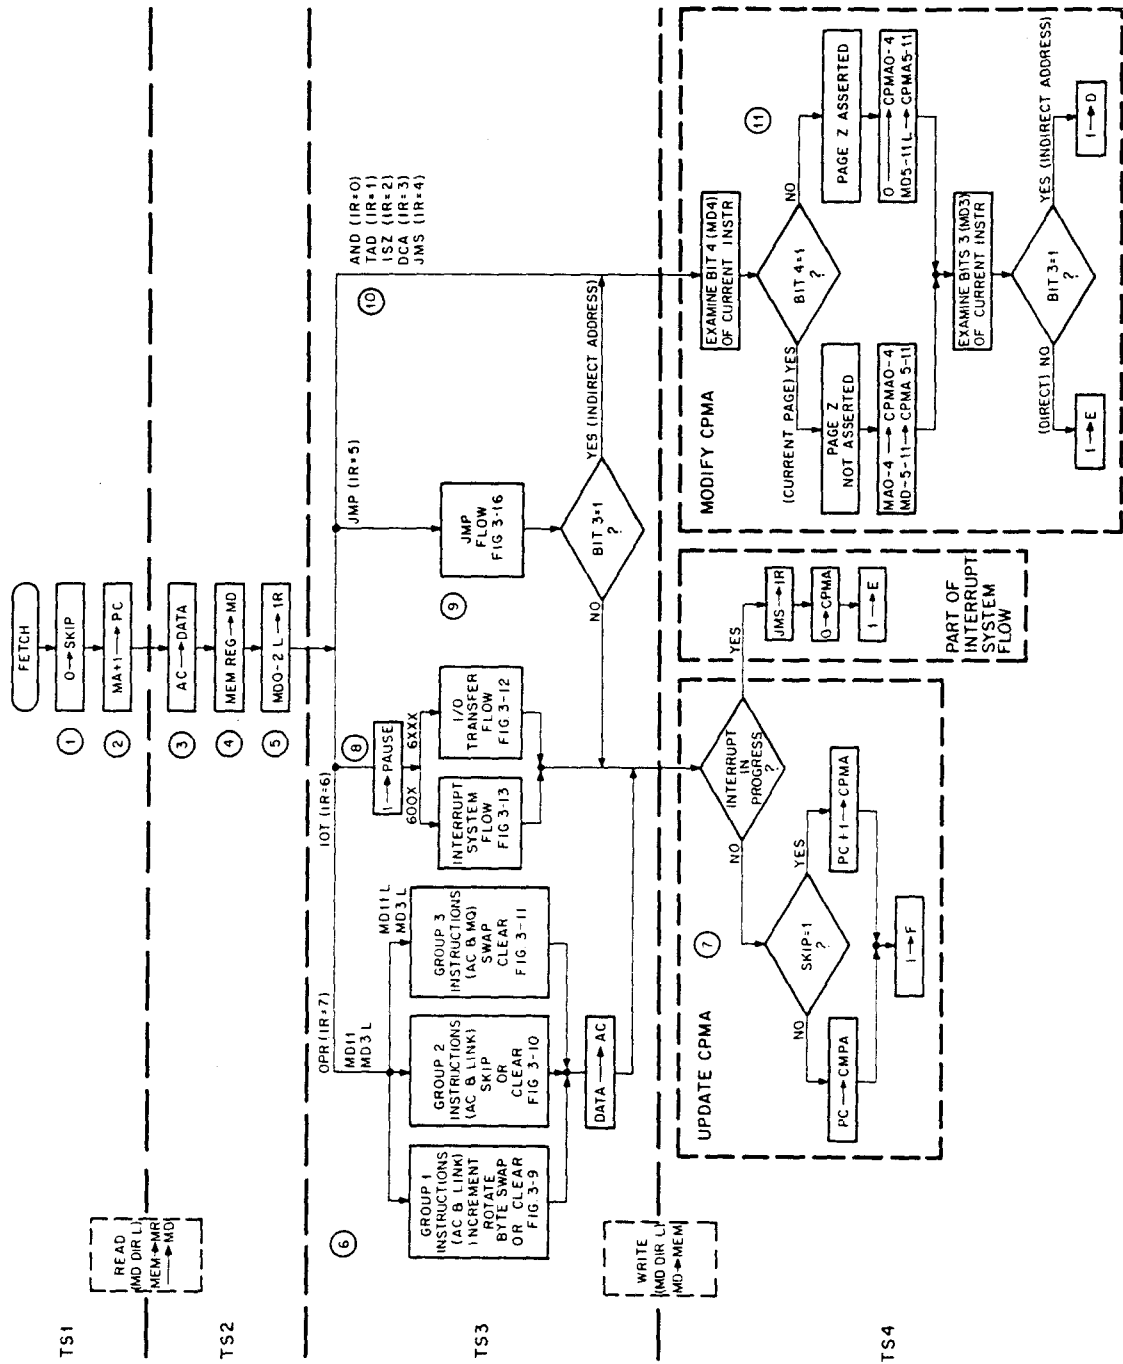 TS1
FETCH
READ
(MD DIR L)
MEM→MR
→MD
① 0→SKIP
② MA+1→PC
TS2
③ AC→DATA
④ MEM REG→MD
⑤ MD0-2 L→IR
TS3
OPR (IR=7)
IOT (IR=6)
JMP (IR=5)
AND (IR=0)
TAD (IR=1)
ISZ (IR=2)
DCA (IR=3)
JMS (IR=4)
⑥
MD11
MD3 L
MD11 L
MD3 L
⑧
1→PAUSE
600X
6XXX
⑩
GROUP 1
INSTRUCTIONS
(AC & LINK)
)INCREMENT
ROTATE
BYTE SWAP
OR CLEAR
FIG. 3-9
GROUP 2
INSTRUCTIONS
(AC & LINK)
SKIP
OR
CLEAR
FIG 3-10
GROUP 3
INSTRUCTIONS
(AC & MQ)
SWAP
CLEAR
FIG 3-11
INTERRUPT
SYSTEM
FLOW
FIG 3-13
I/O
TRANSFER
FLOW
FIG 3-12
⑨
JMP
FLOW
FIG 3-16
DATA→AC
BIT 3=1
?
NO
YES (INDIRECT ADDRESS)
WRITE
(MD DIR L)
MD→MEM
TS4
UPDATE CPMA
⑦
INTERRUPT
IN
PROGRESS
?
NO
YES
SKIP=1
?
NO
YES
PC→CMPA
PC+1→CPMA
1→F
JMS→IR
0→CPMA
1→E
PART OF
INTERRUPT
SYSTEM
FLOW
MODIFY CPMA
EXAMINE BIT 4 (MD4)
OF CURRENT INSTR
⑪
BIT 4=1
?
(CURRENT PAGE) YES
NO
PAGE Z
NOT ASSERTED
PAGE Z ASSERTED
MA0-4→CPMA0-4
MD-5-11→CPMA 5-11
0→CPMA0-4
MD5-11 L→CPMA5-11
EXAMINE BITS 3 (MD3)
OF CURRENT INSTR
BIT 3=1
?
(DIRECT) NO
YES (INDIRECT ADDRESS)
1→E
1→D